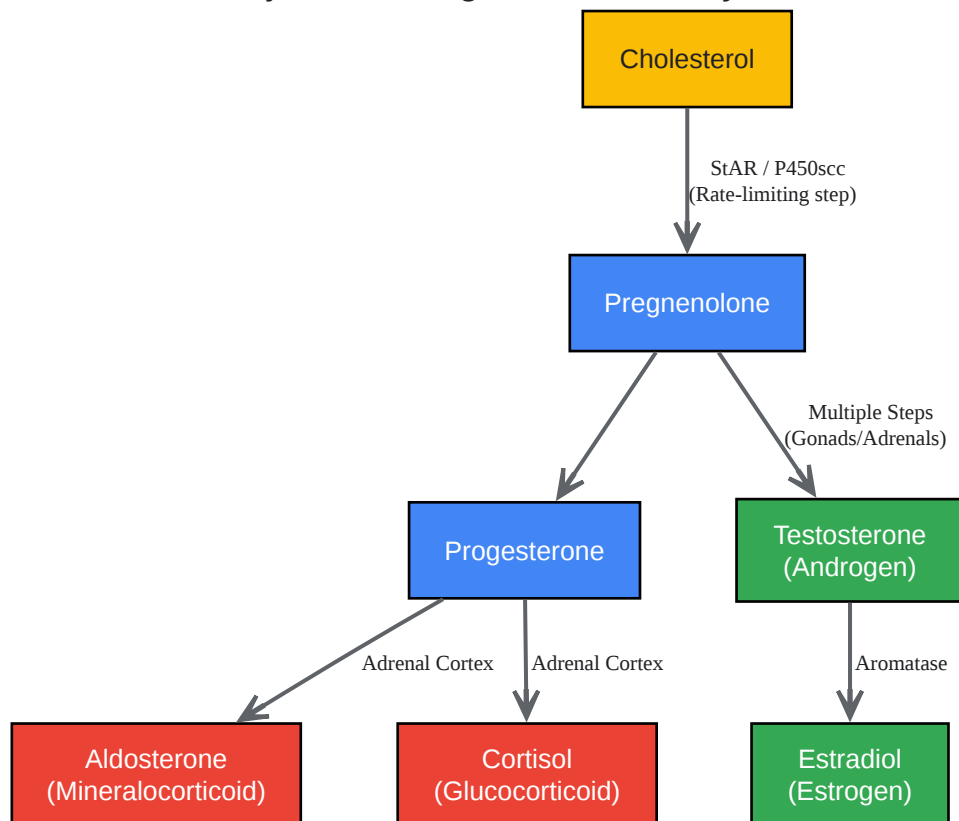 Cholesterol
StAR / P450scc
(Rate-limiting step)
Pregnenolone
Multiple Steps
(Gonads/Adrenals)
Progesterone
Testosterone
(Androgen)
Adrenal Cortex
Adrenal Cortex
Aromatase
Aldosterone
(Mineralocorticoid)
Cortisol
(Glucocorticoid)
Estradiol
(Estrogen)